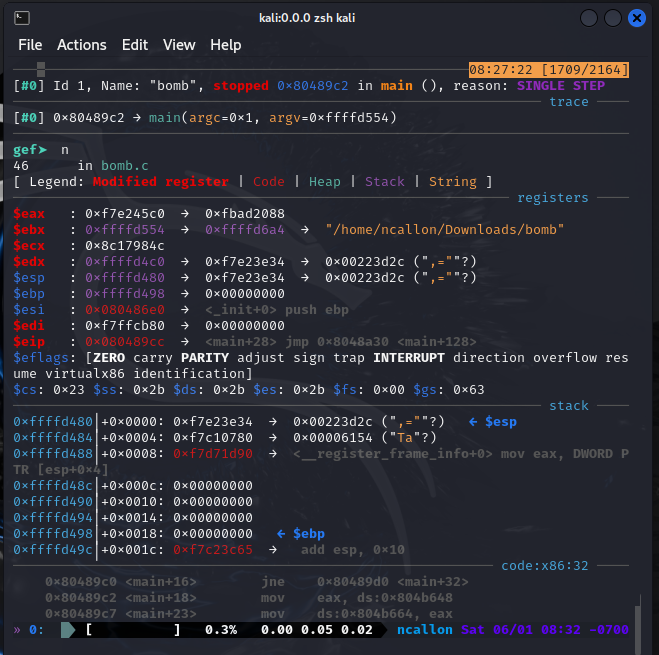 kali:0.0.0 zsh kali
File Actions Edit View Help
08:27:22 [1709/2164]
[#0] Id 1, Name: "bomb", stopped 0×80489c2 in main (), reason: SINGLE STEP
trace
[#0] 0×80489c2 → main(argc=0×1, argv=0×ffffd554)
gef➤ n
46 in bomb.c
[ Legend: Modified register | Code | Heap | Stack | String ]
registers
$eax : 0×f7e245c0 → 0×fbad2088
$ebx : 0×ffffd554 → 0×ffffd6a4 → "/home/ncallon/Downloads/bomb"
$ecx : 0×8c17984c
$edx : 0×ffffd4c0 → 0×f7e23e34 → 0×00223d2c (",=""?)
$esp : 0×ffffd480 → 0×f7e23e34 → 0×00223d2c (",=""?)
$ebp : 0×ffffd498 → 0×00000000
$esi : 0×080486e0 → <_init+0> push ebp
$edi : 0×f7ffcb80 → 0×00000000
$eip : 0×080489cc → <main+28> jmp 0×8048a30 <main+128>
$eflags: [ZERO carry PARITY adjust sign trap INTERRUPT direction overflow res
ume virtualx86 identification]
$cs: 0×23 $ss: 0×2b $ds: 0×2b $es: 0×2b $fs: 0×00 $gs: 0×63
stack
0×ffffd480│+0×0000: 0×f7e23e34 → 0×00223d2c (",=""?) ← $esp
0×ffffd484│+0×0004: 0×f7c10780 → 0×00006154 ("Ta"?)
0×ffffd488│+0×0008: 0×f7d71d90 → <__register_frame_info+0> mov eax, DWORD P
TR [esp+0×4]
0×ffffd48c│+0×000c: 0×00000000
0×ffffd490│+0×0010: 0×00000000
0×ffffd494│+0×0014: 0×00000000
0×ffffd498│+0×0018: 0×00000000 ← $ebp
0×ffffd49c│+0×001c: 0×f7c23c65 → add esp, 0×10
code:x86:32
0×80489c0 <main+16> jne 0×80489d0 <main+32>
0×80489c2 <main+18> mov eax, ds:0×804b648
0×80489c7 <main+23> mov ds:0×804b664, eax
» 0: [ ] 0.3% 0.00 0.05 0.02 ncallon Sat 06/01 08:32 -0700